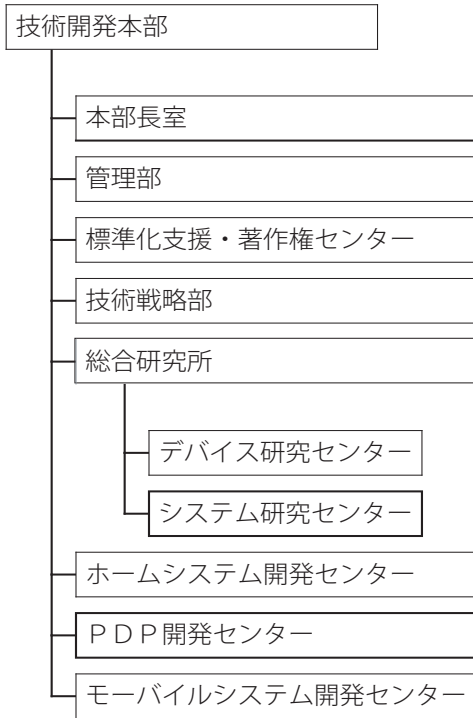 技術開発本部
本部長室
管理部
標準化支援・著作権センター
技術戦略部
総合研究所
デバイス研究センター
システム研究センター
ホームシステム開発センター
ＰＤＰ開発センター
モーバイルシステム開発センター